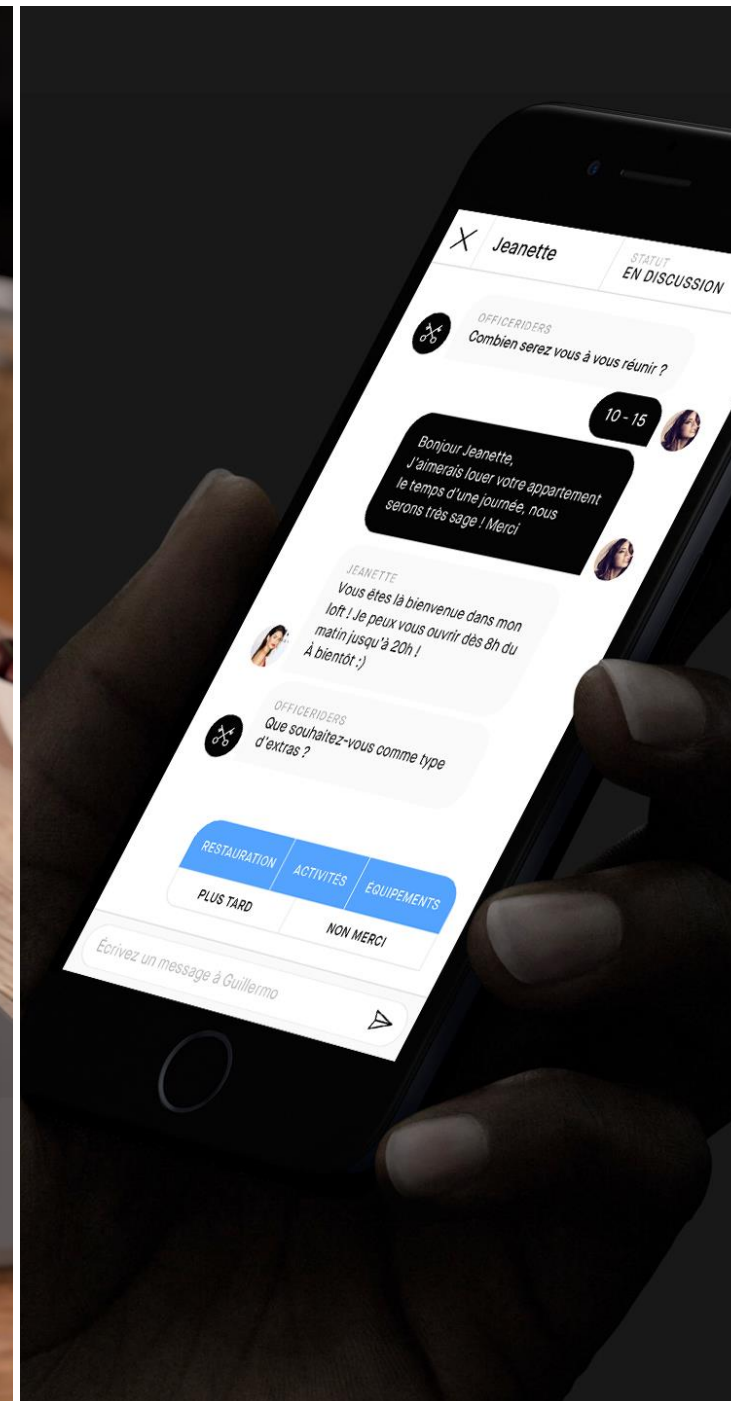 Jeanette
STATUT
EN DISCUSSION
OFFICERIDERS
Combien serez vous à vous réunir ?
10 - 15
Bonjour Jeanette,
J'aimerais louer votre appartement
le temps d'une journée, nous
serons très sage ! Merci
JEANETTE
Vous êtes là bienvenue dans mon
loft ! Je peux vous ouvrir dès 8h du
matin jusqu'à 20h !
À bientôt :)
OFFICERIDERS
Que souhaitez-vous comme type
d'extras ?
RESTAURATION
ACTIVITÉS
ÉQUIPEMENTS
PLUS TARD
NON MERCI
Écrivez un message à Guillermo